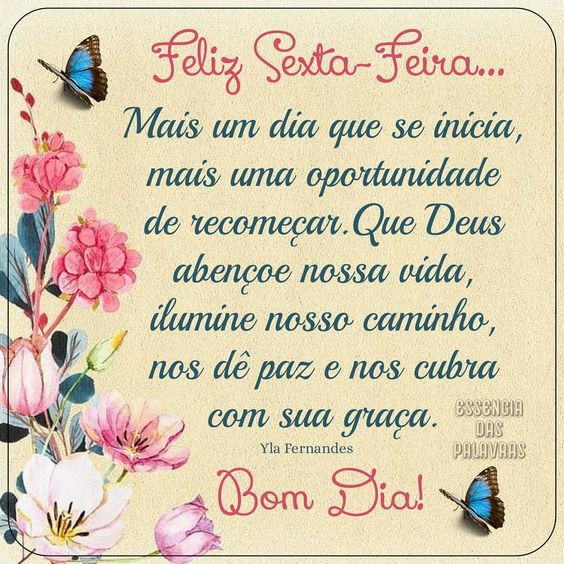 Feliz Sexta-Feira...
Mais um dia que se inicia,
mais uma oportunidade
de recomeçar.Que Deus
abençoe nossa vida,
ilumine nosso caminho,
nos dê paz e nos cubra
com sua graça.
Yla Fernandes
ESSENCIA
DAS
PALAVRAS
Bom Dia!